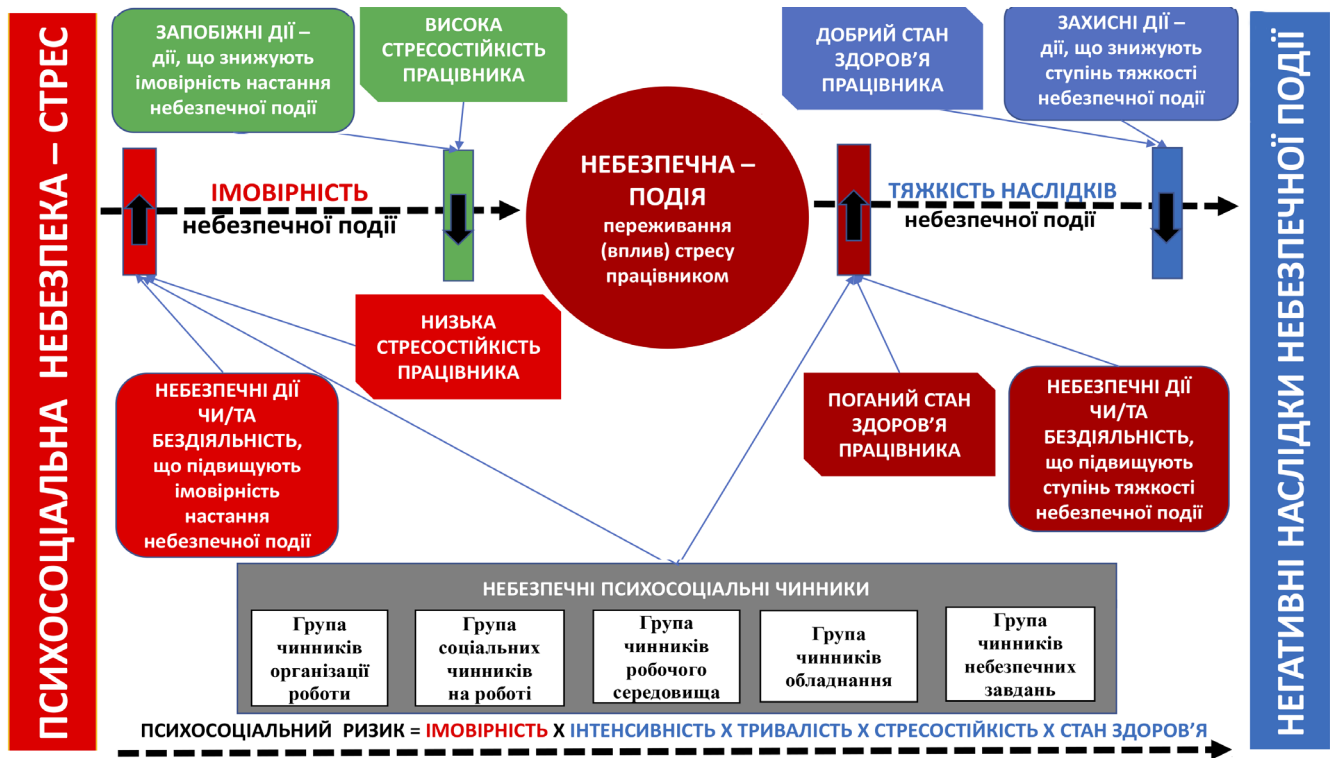 ПСИХОСОЦІАЛЬНА НЕБЕЗПЕКА – СТРЕС
ЗАПОБІЖНІ ДІЇ –
дії, що знижують
імовірність настання
небезпечної події
ВИСОКА
СТРЕСОСТІЙКІСТЬ
ПРАЦІВНИКА
ІМОВІРНІСТЬ
небезпечної події
НИЗЬКА
СТРЕСОСТІЙКІСТЬ
ПРАЦІВНИКА
НЕБЕЗПЕЧНІ ДІЇ
ЧИ/ТА
БЕЗДІЯЛЬНІСТЬ,
що підвищують
імовірність
настання
небезпечної події
НЕБЕЗПЕЧНА –
ПОДІЯ
переживання
(вплив) стресу
працівником
ДОБРИЙ СТАН
ЗДОРОВ’Я
ПРАЦІВНИКА
ЗАХИСНІ ДІЇ –
дії, що знижують
ступінь тяжкості
небезпечної події
ТЯЖКІСТЬ НАСЛІДКІВ
небезпечної події
ПОГАНИЙ СТАН
ЗДОРОВ’Я
ПРАЦІВНИКА
НЕБЕЗПЕЧНІ ДІЇ
ЧИ/ТА
БЕЗДІЯЛЬНІСТЬ,
що підвищують
ступінь тяжкості
небезпечної події
НЕГАТИВНІ НАСЛІДКИ НЕБЕЗПЕЧНОЇ ПОДІЇ
НЕБЕЗПЕЧНІ ПСИХОСОЦІАЛЬНІ ЧИННИКИ
Група
чинників
організації
роботи
Група
соціальних
чинників
на роботі
Група
чинників
робочого
середовища
Група
чинників
обладнання
Група
чинників
небезпечних
завдань
ПСИХОСОЦІАЛЬНИЙ РИЗИК = ІМОВІРНІСТЬ Х ІНТЕНСИВНІСТЬ Х ТРИВАЛІСТЬ Х СТРЕСОСТІЙКІСТЬ Х СТАН ЗДОРОВ’Я